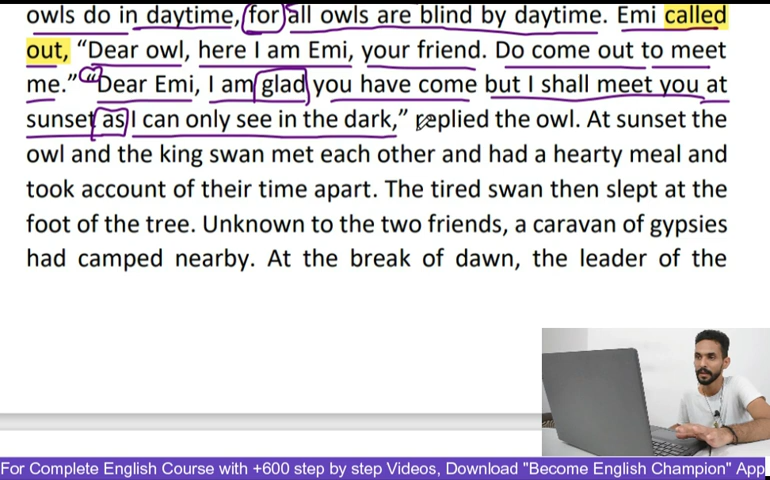 owls do in daytime, for all owls are blind by daytime. Emi called
out, “Dear owl, here I am Emi, your friend. Do come out to meet
me.” “Dear Emi, I am glad you have come but I shall meet you at
sunset as I can only see in the dark,” replied the owl. At sunset the
owl and the king swan met each other and had a hearty meal and
took account of their time apart. The tired swan then slept at the
foot of the tree. Unknown to the two friends, a caravan of gypsies
had camped nearby. At the break of dawn, the leader of the
For Complete English Course with +600 step by step Videos, Download "Become English Champion" App